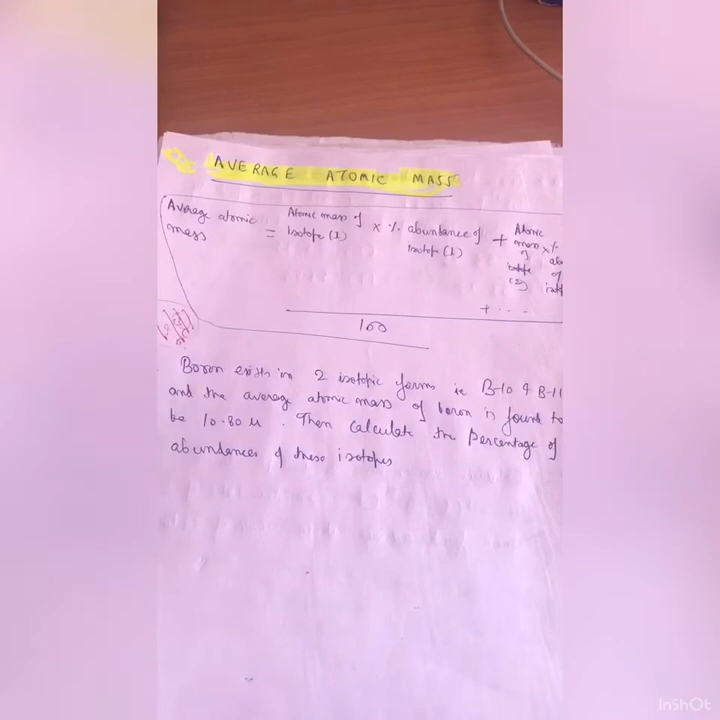 AVERAGE ATOMIC MASS
Average atomic mass = Atomic mass of isotope (1) x % abundance of isotop (1) + Atomic mass of isotope (2) x %
+ ...
100
Boron exists in 2 isotopic forms ie B-10 & B-11
and the average atomic mass of boron is found to
be 10.80 u . Then calculate the percentage of
abundances of these isotopes
InShOt